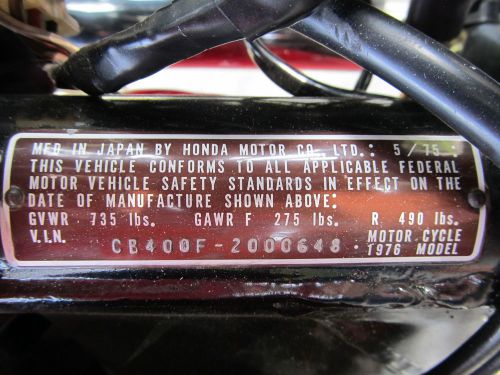 MFD IN JAPAN BY HONDA MOTOR CO., LTD.: 5/75:
THIS VEHICLE CONFORMS TO ALL APPLICABLE FEDERAL
MOTOR VEHICLE SAFETY STANDARDS IN EFFECT ON THE
DATE OF MANUFACTURE SHOWN ABOVE:
GVWR 735 lbs. GAWR F 275 lbs. R. 490 lbs.
V.I.N. CB400F-2000648 · MOTOR CYCLE
1976 MODEL